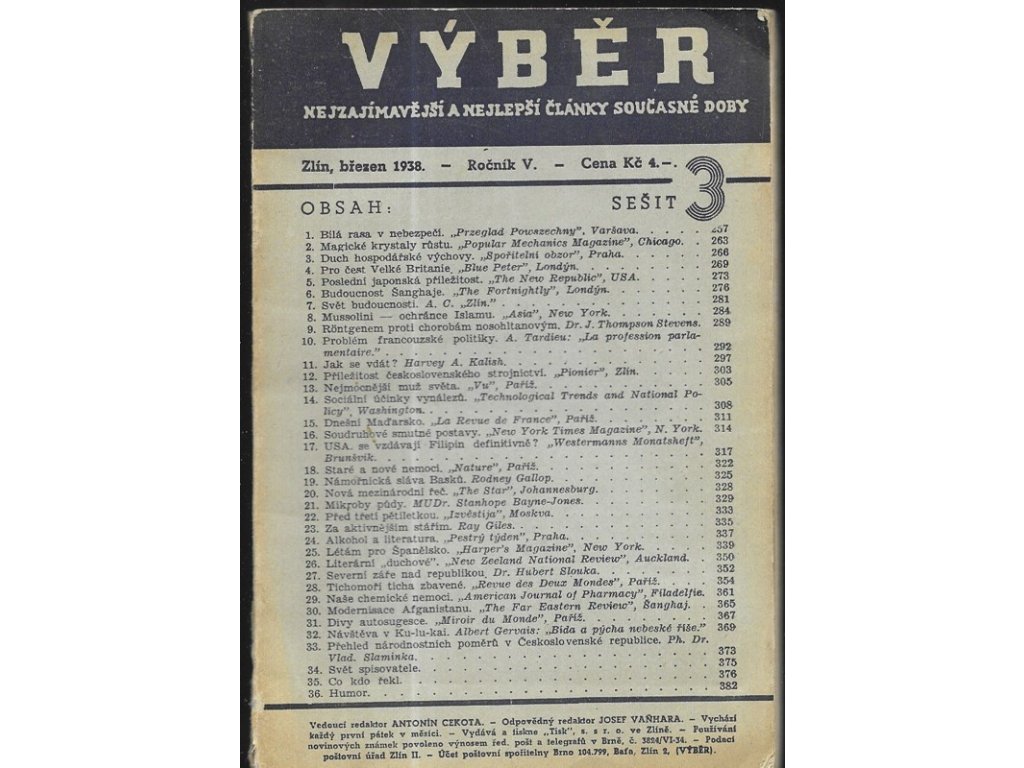 VÝBĚR
NEJZAJÍMAVĚJŠÍ A NEJLEPŠÍ ČLÁNKY SOUČASNÉ DOBY
Zlín, březen 1938. – Ročník V. – Cena Kč 4.–.
OBSAH: SEŠIT 3
1. Bílá rasa v nebezpečí. „Przeglad Powszechny", Varšava. . . . . . 257
2. Magické krystaly růstu. „Popular Mechanics Magazine", Chicago. . 263
3. Duch hospodářské výchovy. „Spořitelní obzor", Praha. . . . . . . 266
4. Pro čest Velké Britanie. „Blue Peter", Londýn. . . . . . . . . . 269
5. Poslední japonská příležitost. „The New Republic", USA. . . . . . 273
6. Budoucnost Šanghaje. „The Fortnightly", Londýn. . . . . . . . . 276
7. Svět budoucnosti. A. C. „Zlín." . . . . . . . . . . . . . . . . 281
8. Mussolini — ochránce Islamu. „Asia", New York. . . . . . . . . 284
9. Röntgenem proti chorobám nosohltanovým. Dr. J. Thompson Stevens. 289
10. Problém francouzské politiky. A. Tardieu: „La profession parla-
mentaire." . . . . . . . . . . . . . . . . . . . . . . . 292
11. Jak se vdát? Harvey A. Kalish. . . . . . . . . . . . . . . . 297
12. Příležitost československého strojnictví. „Pionier", Zlín. . . . . . 303
13. Nejmocnější muž světa. „Vu", Paříž. . . . . . . . . . . . . . 305
14. Sociální účinky vynálezů. „Technological Trends and National Po-
licy", Washington. . . . . . . . . . . . . . . . . . . . . 308
15. Dnešní Maďarsko. „La Revue de France", Paříž. . . . . . . . . 311
16. Soudruhové smutné postavy. „New York Times Magazine", N. York. 314
17. USA. se vzdávají Filipin definitivně? „Westermanns Monatsheft",
Brunšvik. . . . . . . . . . . . . . . . . . . . . . . . . 317
18. Staré a nové nemoci. „Nature", Paříž. . . . . . . . . . . . . 322
19. Námořnická sláva Basků. Rodney Gallop. . . . . . . . . . . . 325
20. Nová mezinárodní řeč. „The Star", Johannesburg. . . . . . . . 328
21. Mikroby půdy. MUDr. Stanhope Bayne-Jones. . . . . . . . . . 329
22. Před třetí pětiletkou. „Izvěstija", Moskva. . . . . . . . . . . . 333
23. Za aktivnějším stářím. Ray Giles. . . . . . . . . . . . . . . 335
24. Alkohol a literatura. „Pestrý týden", Praha. . . . . . . . . . . 337
25. Létám pro Španělsko. „Harper's Magazine", New York. . . . . . 339
26. Literární „duchové". „New Zeeland National Review", Auckland. . 350
27. Severní záře nad republikou. Dr. Hubert Slouka. . . . . . . . . 352
28. Tichomoří ticha zbavené. „Revue des Deux Mondes", Paříž. . . . 354
29. Naše chemické nemoci. „American Journal of Pharmacy", Filadelfie. 361
30. Modernisace Afganistanu. „The Far Eastern Review", Šanghaj. . . 365
31. Divy autosugesce. „Miroir du Monde", Paříž. . . . . . . . . . 367
32. Návštěva v Ku-lu-kai. Albert Gervais: „Bída a pýcha nebeské říše." 369
33. Přehled národnostních poměrů v Československé republice. Ph. Dr.
Vlad. Slaminka. . . . . . . . . . . . . . . . . . . . . . 373
34. Svět spisovatele. . . . . . . . . . . . . . . . . . . . . . . 375
35. Co kdo řekl. . . . . . . . . . . . . . . . . . . . . . . . . 376
36. Humor. . . . . . . . . . . . . . . . . . . . . . . . . . . 382
Vedoucí redaktor ANTONÍN CEKOTA. – Odpovědný redaktor JOSEF VAŇHARA. – Vychází
každý první pátek v měsíci. – Vydává a tiskne „Tisk", s. s r. o. ve Zlíně. – Používání
novinových známek povoleno výnosem řed. pošt a telegrafů v Brně, č. 3824/VI-34. – Podací
poštovní úřad Zlín II. – Účet poštovní spořitelny Brno 104.799, Baťa, Zlín 2, (VÝBĚR).